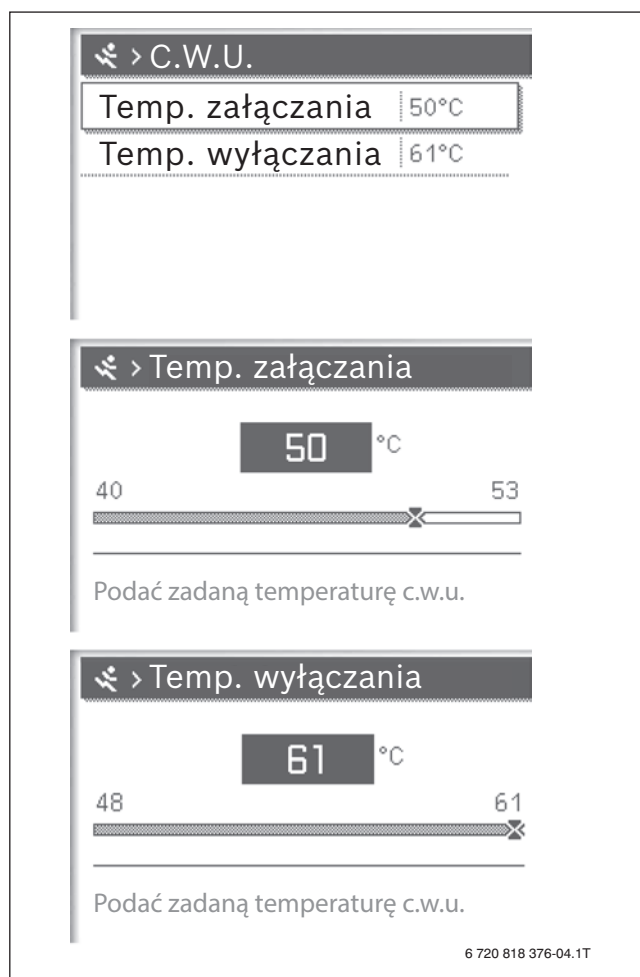 > C.W.U.
Temp. załączania 50°C
Temp. wyłączania 61°C
> Temp. załączania
50 °C
40 53
Podać zadaną temperaturę c.w.u.
> Temp. wyłączania
61 °C
48 61
Podać zadaną temperaturę c.w.u.
6 720 818 376-04.1T